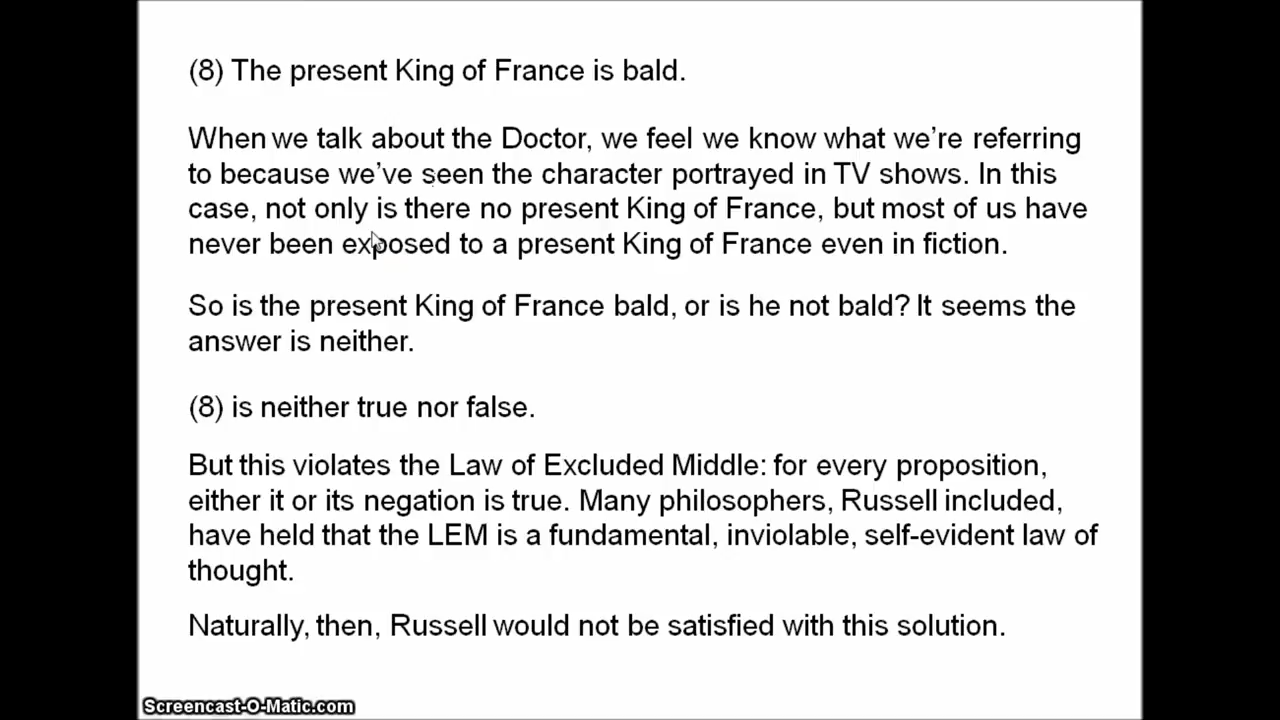 (8) The present King of France is bald.
When we talk about the Doctor, we feel we know what we're referring
to because we've seen the character portrayed in TV shows. In this
case, not only is there no present King of France, but most of us have
never been exposed to a present King of France even in fiction.
So is the present King of France bald, or is he not bald? It seems the
answer is neither.
(8) is neither true nor false.
But this violates the Law of Excluded Middle: for every proposition,
either it or its negation is true. Many philosophers, Russell included,
have held that the LEM is a fundamental, inviolable, self-evident law of
thought.
Naturally, then, Russell would not be satisfied with this solution.
Screencast-O-Matic.com